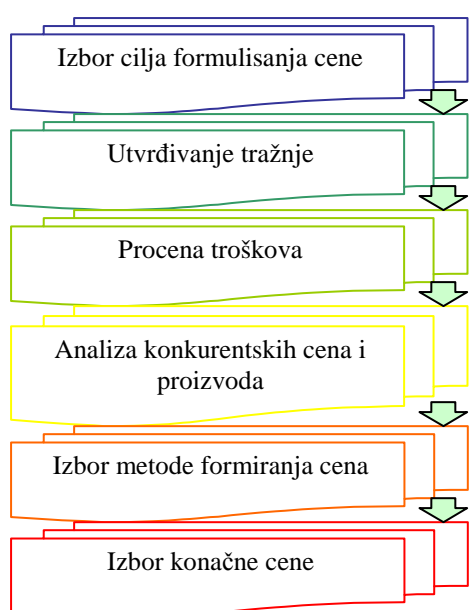 Izbor cilja formulisanja cene
Utvrđivanje tražnje
Procena troškova
Analiza konkurentskih cena i
proizvoda
Izbor metode formiranja cena
Izbor konačne cene